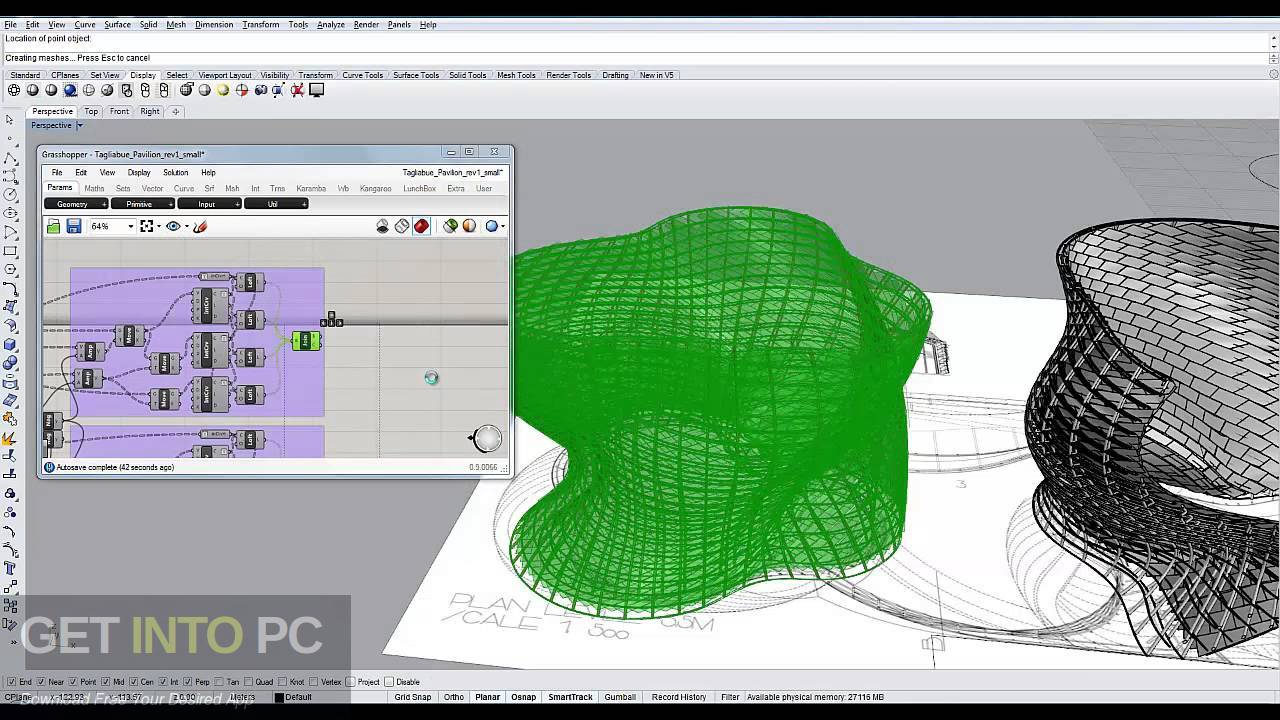 File Edit View Curve Surface Solid Mesh Dimension Transform Tools Analyze Render Panels Help
Location of point object:
Creating meshes... Press Esc to cancel
Standard CPlanes Set View Display Select Viewport Layout Visibility Transform Curve Tools Surface Tools Solid Tools Mesh Tools Render Tools Drafting New in V5
Perspective Top Front Right
Perspective
Grasshopper - Tagliabue_Pavilion_rev1_small*
File Edit View Display Solution Help Tagliabue_Pavilion_rev1_small*
Params Maths Sets Vector Curve Srf Msh Int Trns Karamba Wb Kangaroo LunchBox Extra User
Geometry + Primitive + Input + Util +
64%
Loft
Move
IntCrv
Loft
Amp
Join
Move
IntCrv
Loft
Amp
Move
IntCrv
Loft
Neg
Loft
Autosave complete (42 seconds ago) 0.9.0066
3
PLAN
SCALE 1 500 0.5M
GET INTO PC
Download Free Your Desired App
End Near Point Mid Cen Int Perp Tan Quad Knot Vertex Project Disable
CPlane Meters Default Grid Snap Ortho Planar Osnap SmartTrack Gumball Record History Filter Available physical memory: 27116 MB